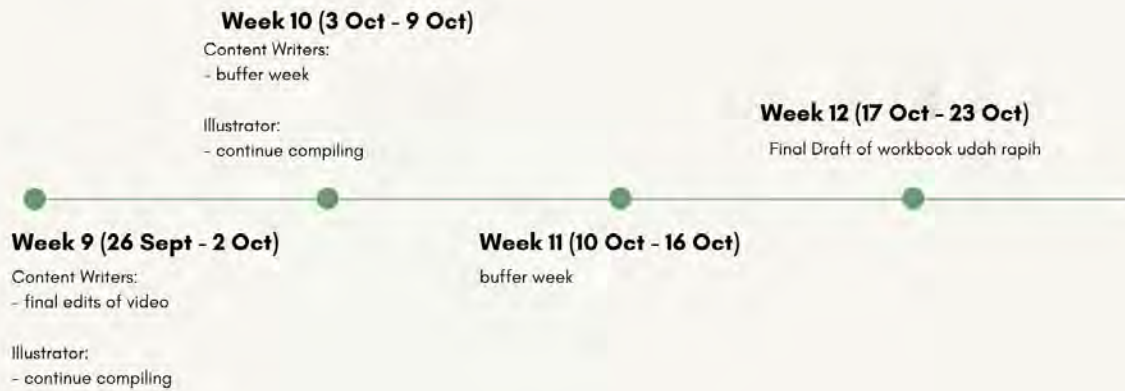 Week 10 (3 Oct - 9 Oct)
Content Writers:
- buffer week
Illustrator:
- continue compiling
Week 12 (17 Oct - 23 Oct)
Final Draft of workbook udah rapih
Week 9 (26 Sept - 2 Oct)
Content Writers:
- final edits of video
Illustrator:
- continue compiling
Week 11 (10 Oct - 16 Oct)
buffer week